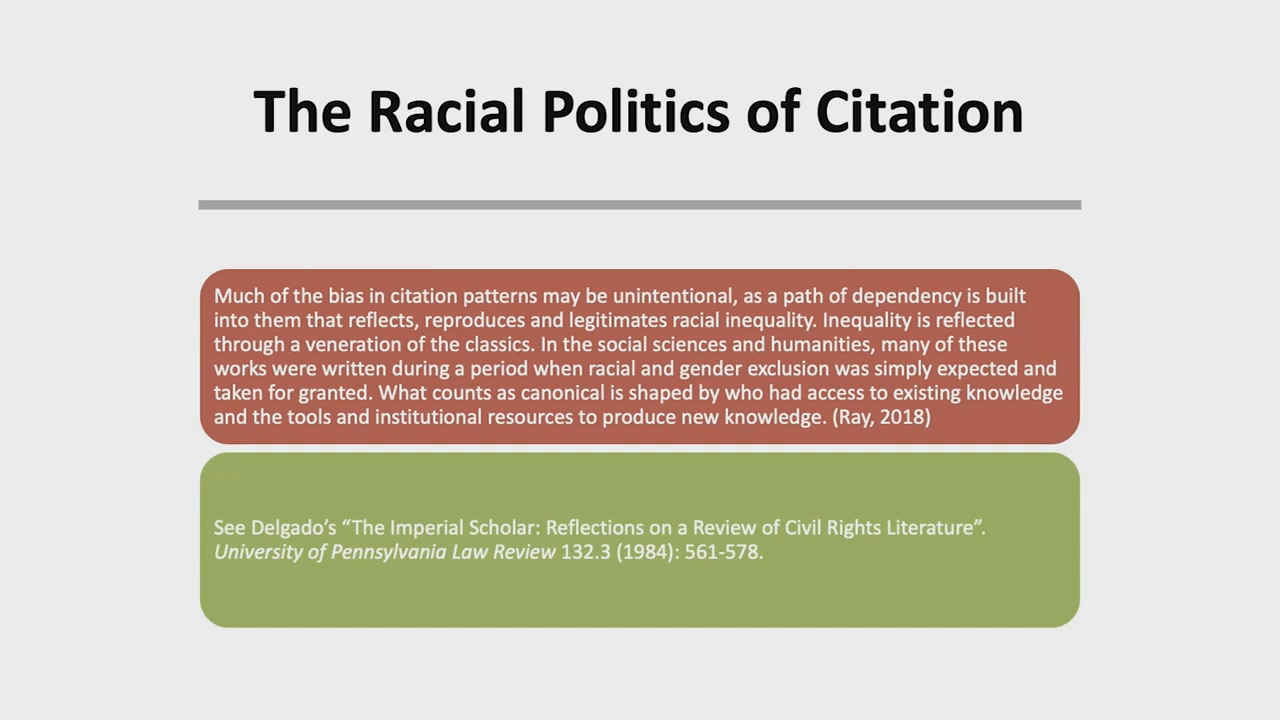 The Racial Politics of Citation
Much of the bias in citation patterns may be unintentional, as a path of dependency is built
into them that reflects, reproduces and legitimates racial inequality. Inequality is reflected
through a veneration of the classics. In the social sciences and humanities, many of these
works were written during a period when racial and gender exclusion was simply expected and
taken for granted. What counts as canonical is shaped by who had access to existing knowledge
and the tools and institutional resources to produce new knowledge. (Ray, 2018)
See Delgado’s “The Imperial Scholar: Reflections on a Review of Civil Rights Literature”.
University of Pennsylvania Law Review 132.3 (1984): 561-578.